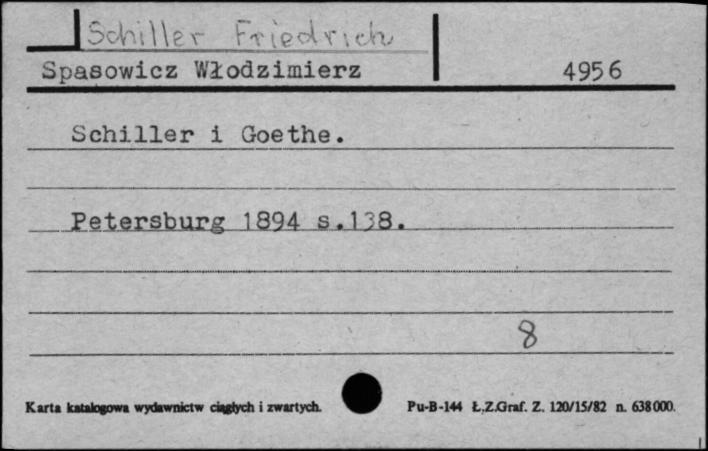 Schiller Friedrich
Spasowicz Włodzimierz 4956
Schiller i Goethe.
Petersburg 1894 s.138.
8
Karta katalogowa wydawnictw ciągłych i zwartych. Pu-B-144 Ł.Z.Graf. Z. 120/15/82 n. 638000.